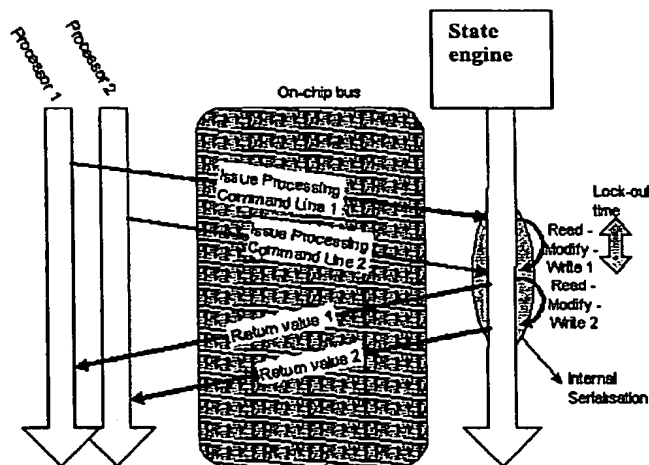 Processor 1
Processor 2
On-chip bus
State
engine
Issue Processing
Command Line 1
Issue Processing
Command Line 2
Return value 1
Return value 2
Lock-out
time
Read -
Modify -
Write 1
Read -
Modify -
Write 2
Internal
Serialisation